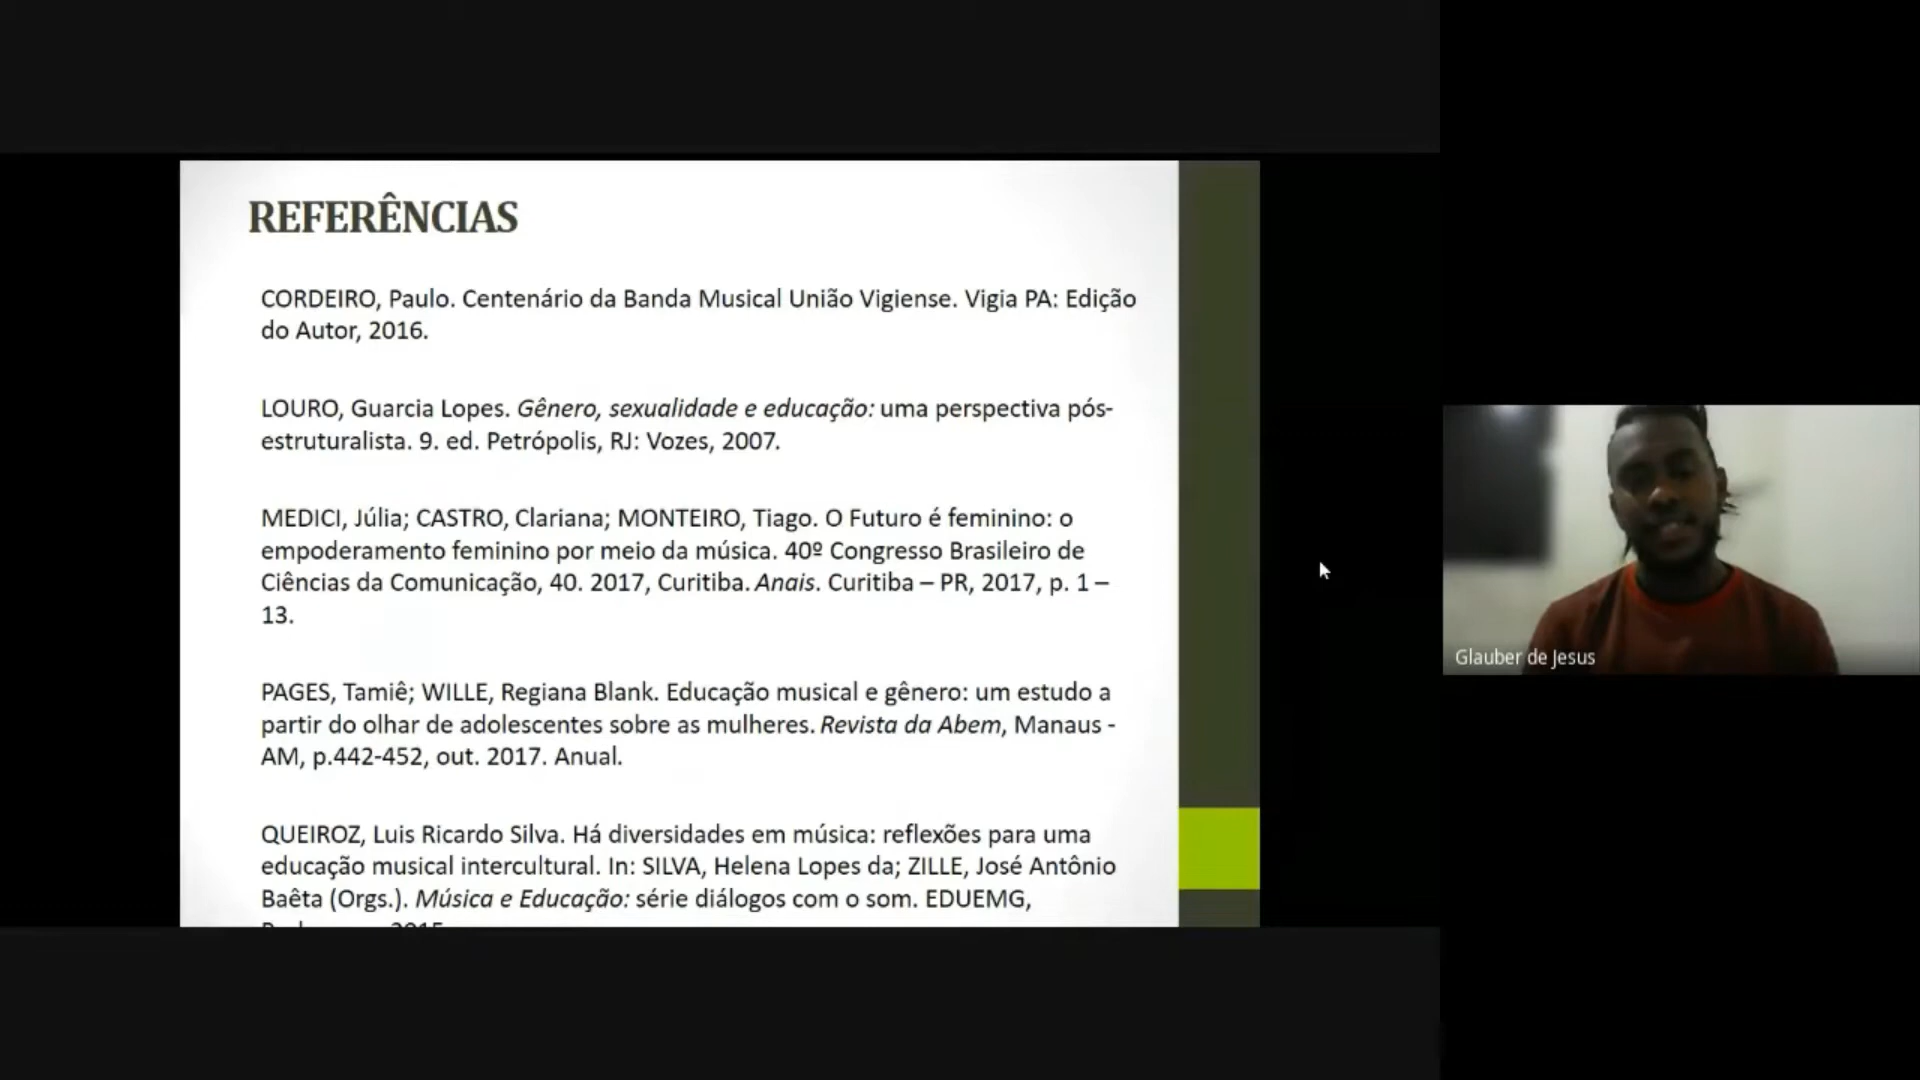 REFERÊNCIAS
CORDEIRO, Paulo. Centenário da Banda Musical União Vigiense. Vigia PA: Edição
do Autor, 2016.
LOURO, Guarcia Lopes. Gênero, sexualidade e educação: uma perspectiva pós-
estruturalista. 9. ed. Petrópolis, RJ: Vozes, 2007.
MEDICI, Júlia; CASTRO, Clariana; MONTEIRO, Tiago. O Futuro é feminino: o
empoderamento feminino por meio da música. 40º Congresso Brasileiro de
Ciências da Comunicação, 40. 2017, Curitiba. Anais. Curitiba – PR, 2017, p. 1 –
13.
PAGES, Tamiê; WILLE, Regiana Blank. Educação musical e gênero: um estudo a
partir do olhar de adolescentes sobre as mulheres. Revista da Abem, Manaus -
AM, p.442-452, out. 2017. Anual.
QUEIROZ, Luis Ricardo Silva. Há diversidades em música: reflexões para uma
educação musical intercultural. In: SILVA, Helena Lopes da; ZILLE, José Antônio
Baêta (Orgs.). Música e Educação: série diálogos com o som. EDUEMG,
Glauber de Jesus